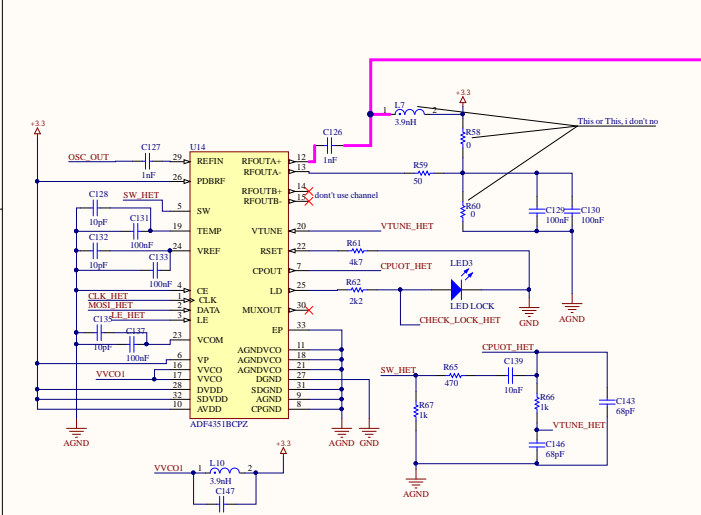 +3.3
L7
1
2
3.9nH
This or This, i don't no
+3.3
R58
0
U14
C126
1nF
C127
1nF
OSC_OUT
29
REFIN
RFOUTA+
12
RFOUTA-
13
R59
50
26
PDBRF
RFOUTB+
14
RFOUTB-
15
dont't use channel
C128
10pF
SW_HET
5
SW
R60
0
C129
100nF
C130
100nF
C131
100nF
19
TEMP
VTUNE
20
VTUNE_HET
C132
10pF
24
VREF
RSET
22
R61
4k7
C133
100nF
CPOUT
7
CPUOT_HET
LD
25
R62
2k2
LED3
LED LOCK
4
CE
CLK_HET
1
CLK
MOSI_HET
2
DATA
LE_HET
3
LE
MUXOUT
30
CHECK_LOCK_HET
GND
AGND
C135
10pF
C137
100nF
23
VCOM
EP
33
6
VP
AGNDVCO
11
16
VVCO
AGNDVCO
18
VVCO1
17
VVCO
AGNDVCO
21
28
DVDD
DGND
27
32
SDVDD
SDGND
31
10
AVDD
AGND
9
CPGND
8
ADF4351BCPZ
AGND
AGND
GND
CPUOT_HET
SW_HET
R65
470
C139
10nF
R67
1k
R66
1k
C143
68pF
VTUNE_HET
C146
68pF
AGND
+3.3
VVCO1
1
L10
2
3.9nH
C147